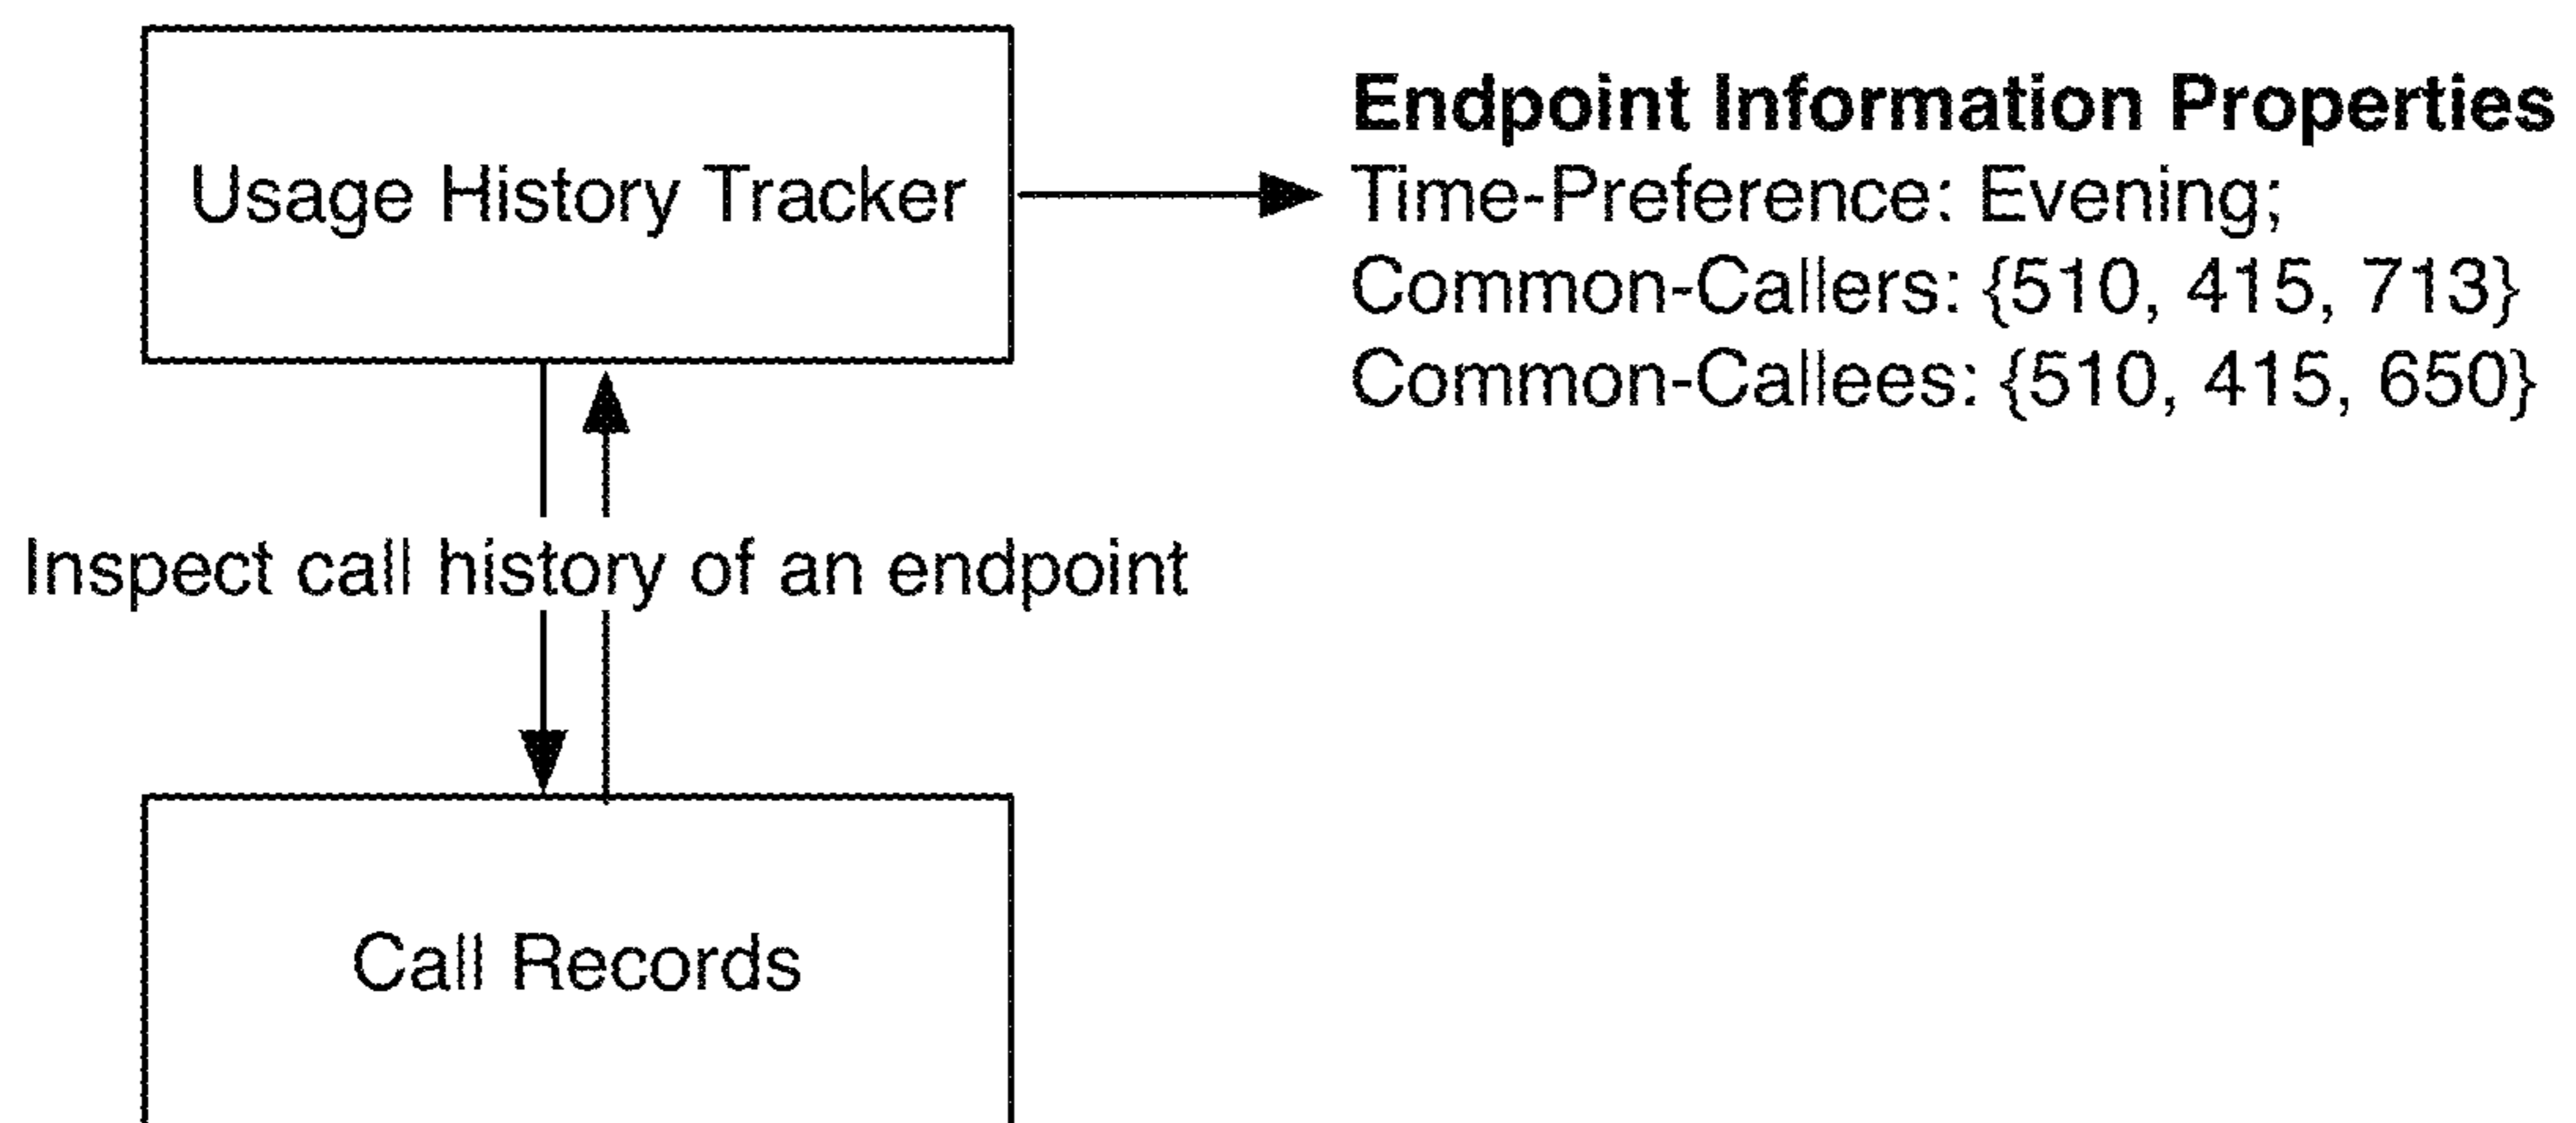 Usage History Tracker
Endpoint Information Properties
Time-Preference: Evening;
Common-Callers: {510, 415, 713}
Common-Callees: {510, 415, 650}
Inspect call history of an endpoint
Call Records